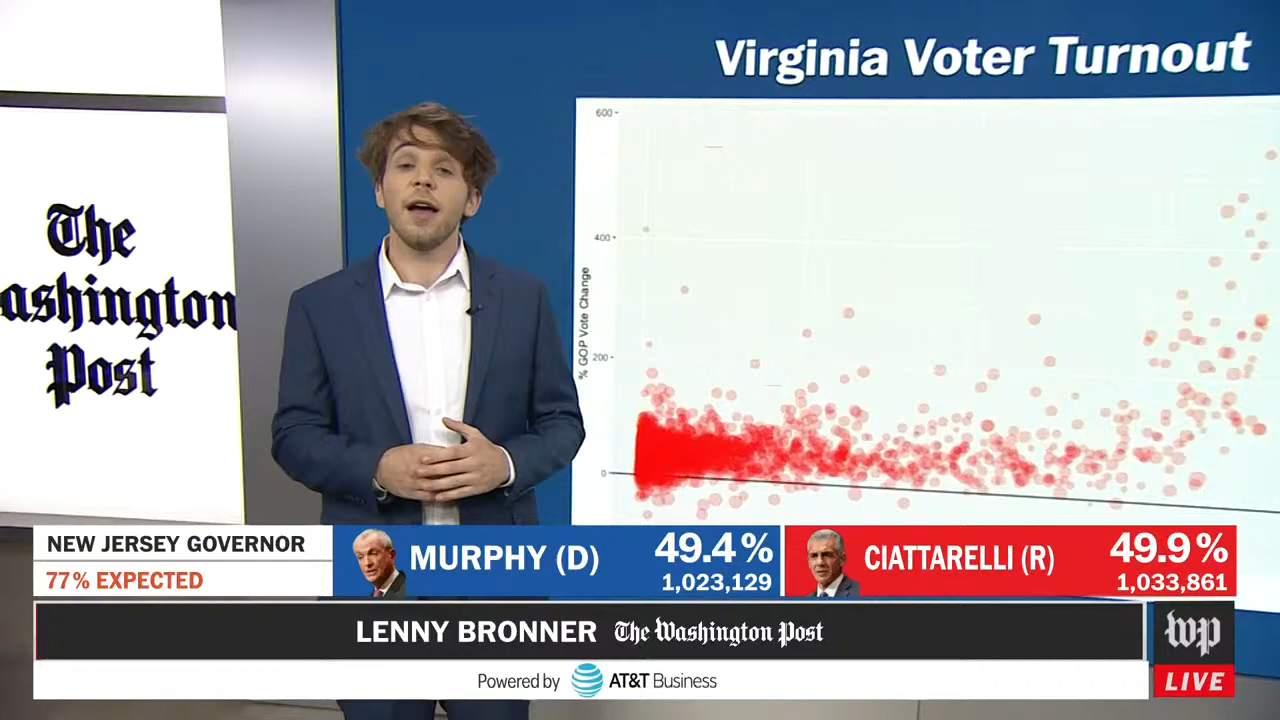 Virginia Voter Turnout
600
400
200
0
% GOP Vote Change
The
ashington
Post
NEW JERSEY GOVERNOR
77% EXPECTED
MURPHY (D)
49.4%
1,023,129
CIATTARELLI (R)
49.9%
1,033,861
LENNY BRONNER The Washington Post
wp
LIVE
Powered by AT&T Business